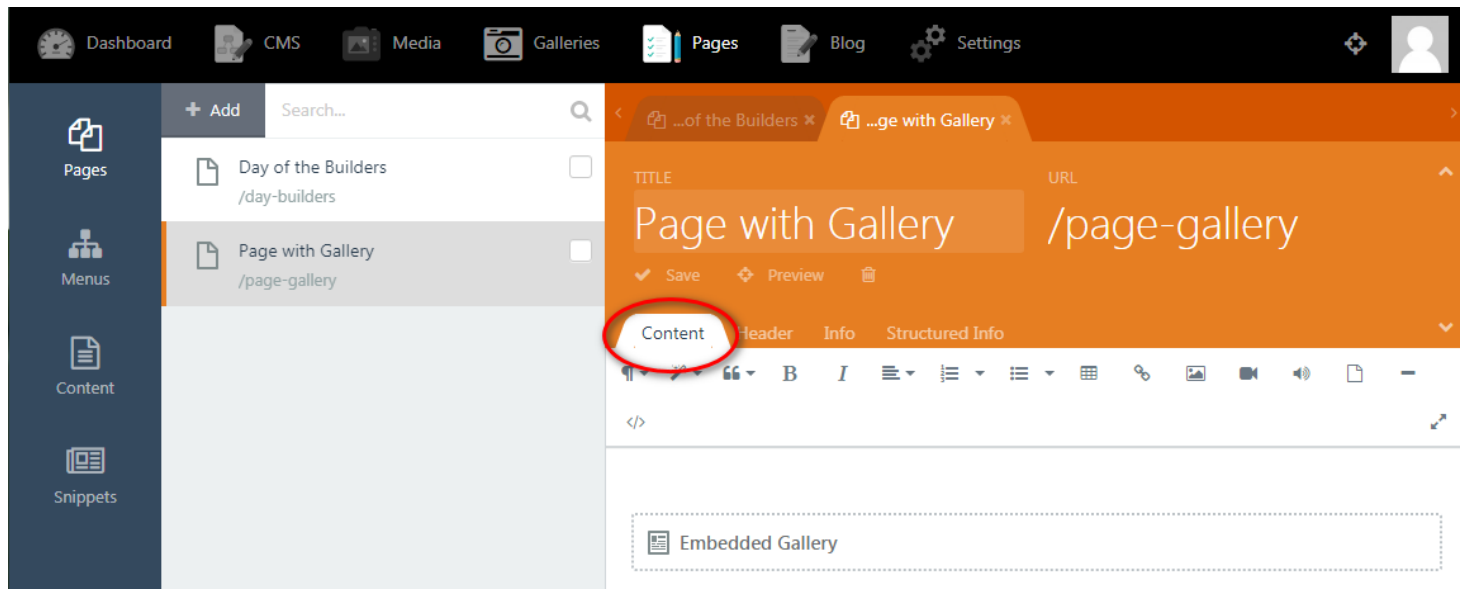 Dashboard CMS Media Galleries Pages Blog Settings
Pages
Menus
Content
Snippets
+ Add Search...
Day of the Builders
/day-builders
Page with Gallery
/page-gallery
...of the Builders × ...ge with Gallery ×
TITLE URL
Page with Gallery /page-gallery
Save Preview
Content Header Info Structured Info
B I
</>
Embedded Gallery